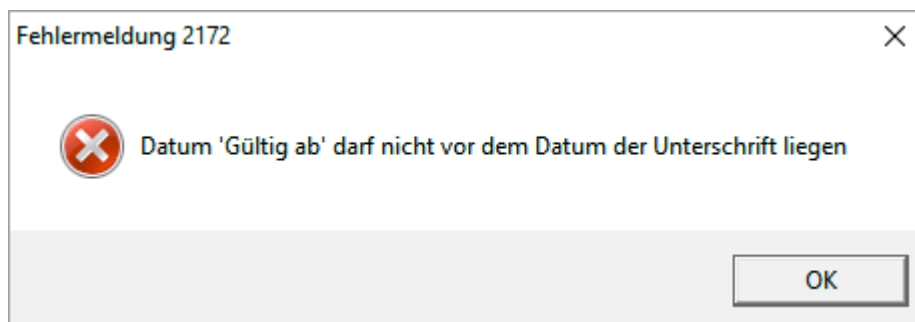 Fehlermeldung 2172
Datum 'Gültig ab' darf nicht vor dem Datum der Unterschrift liegen
OK